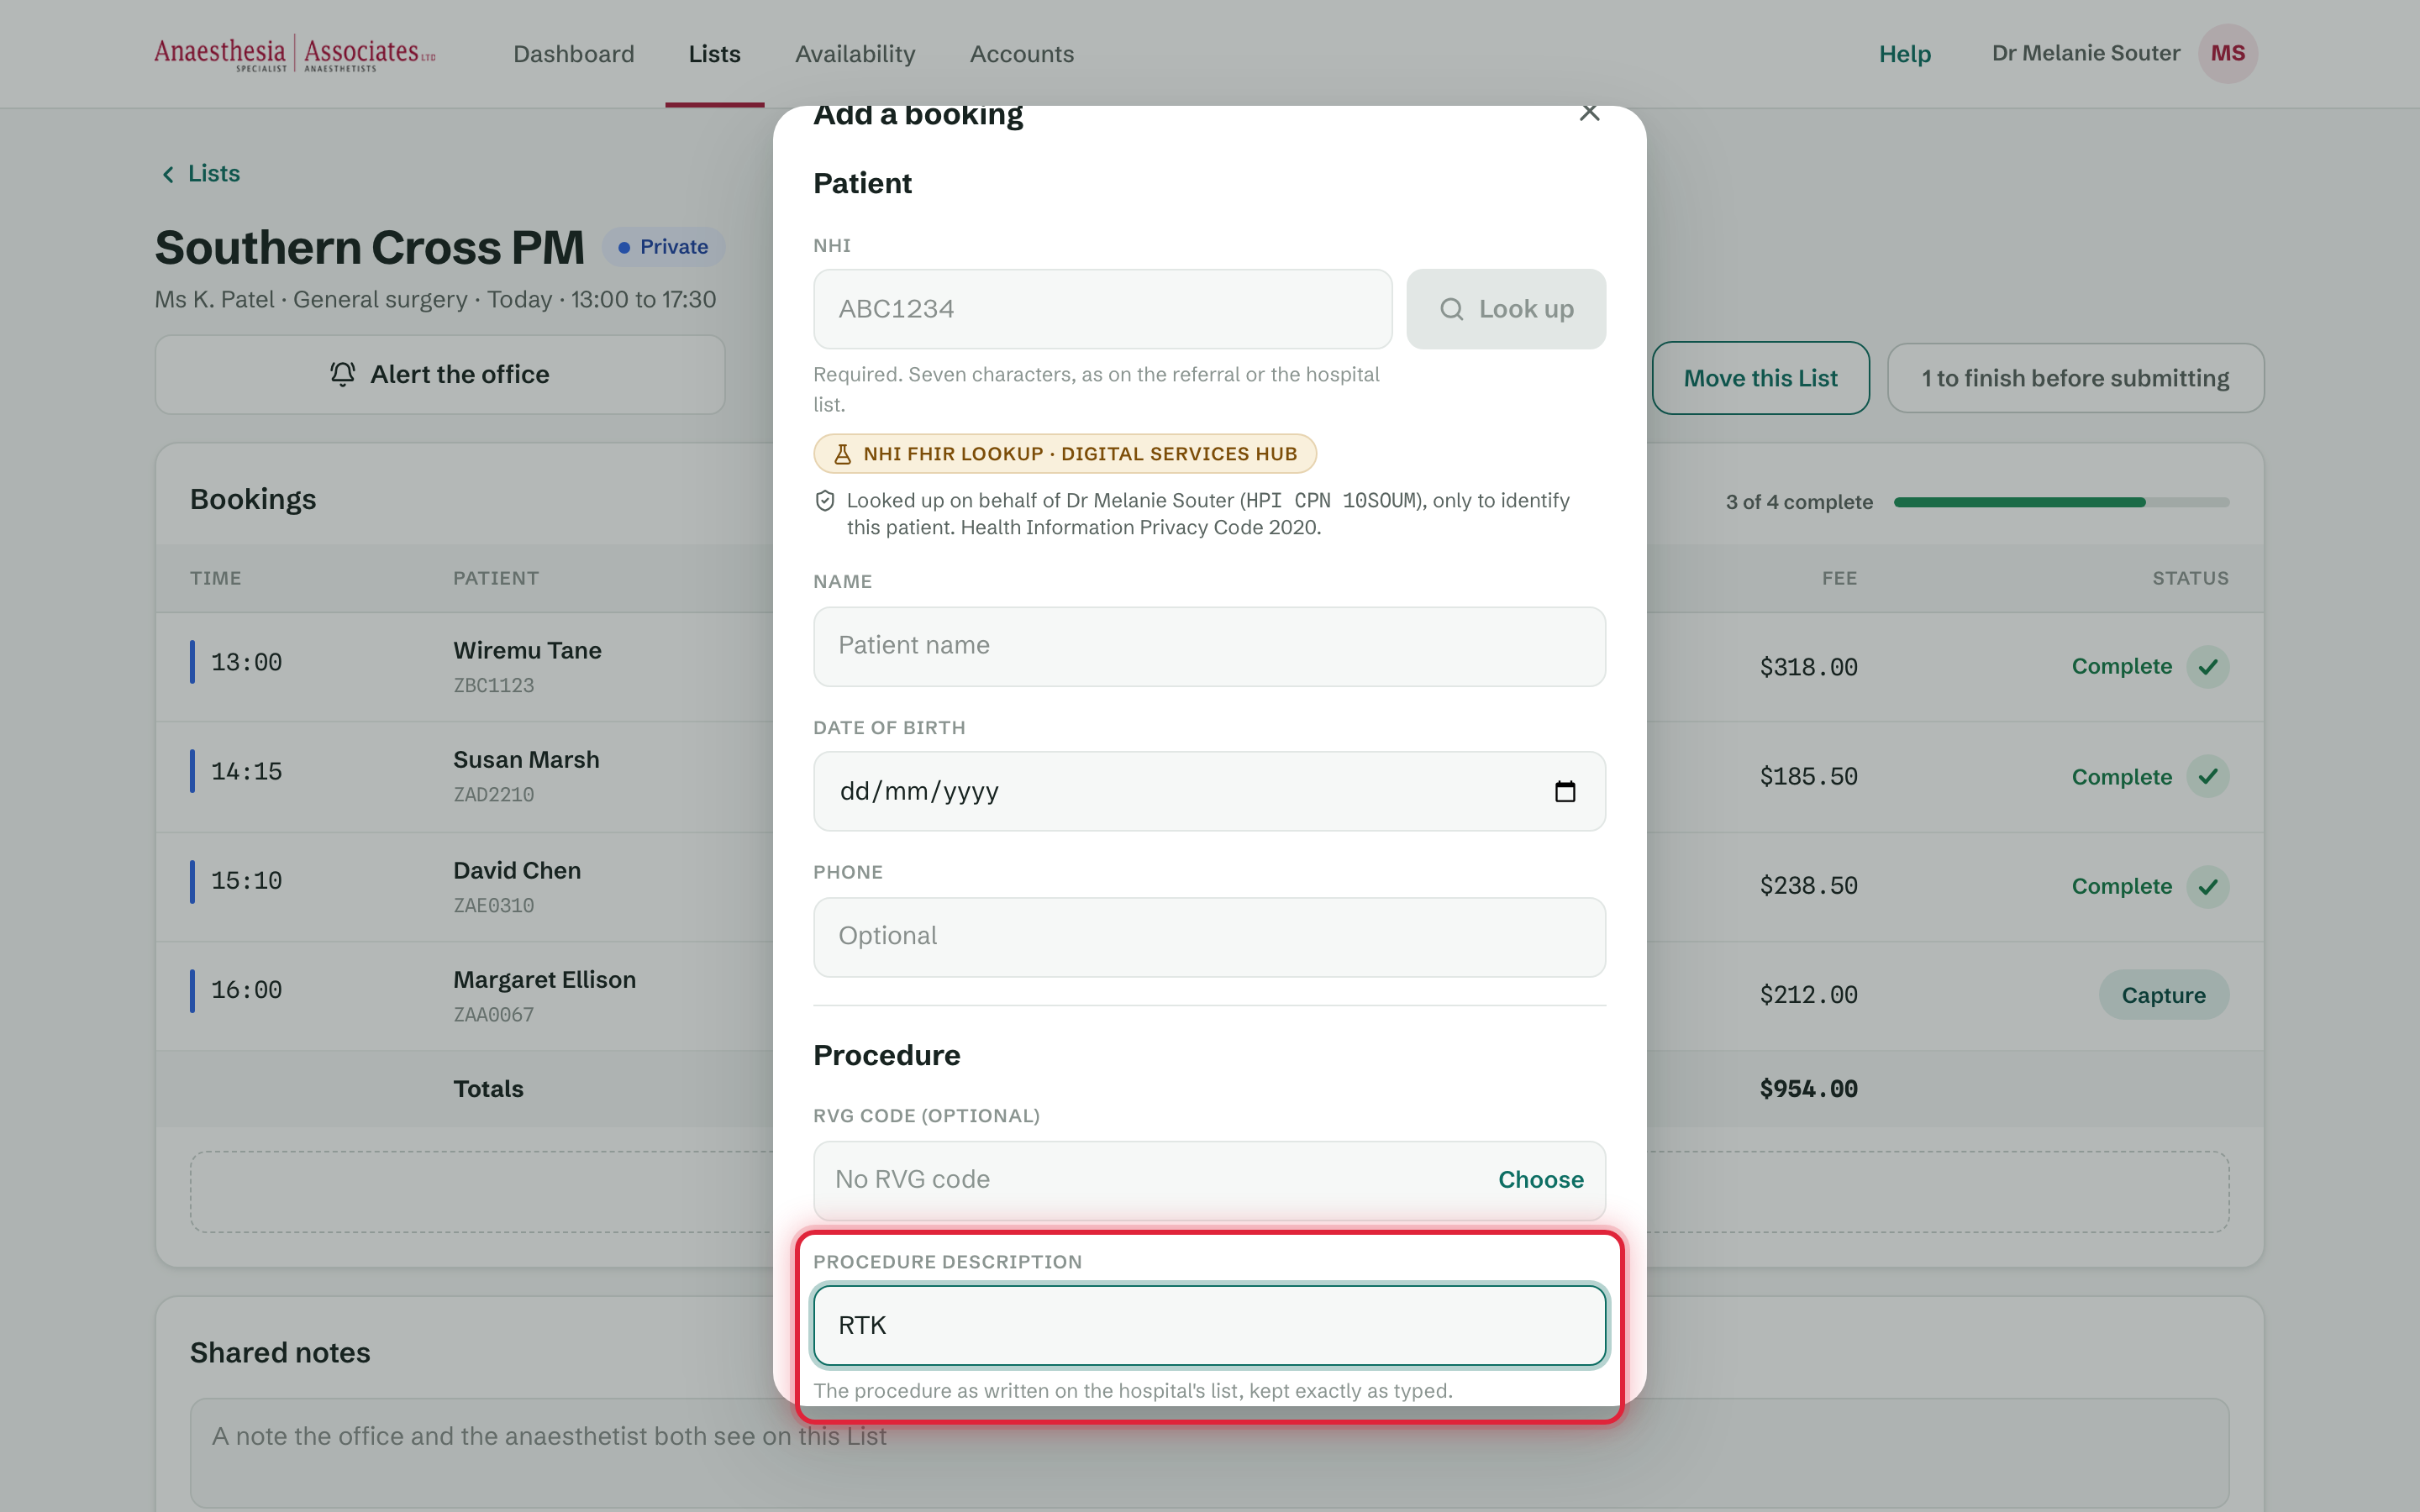 Anaesthesia | Associates LTD
SPECIALIST ANAESTHETISTS
Dashboard
Lists
Availability
Accounts
Help
Dr Melanie Souter
MS
Lists
Southern Cross PM
Private
Ms K. Patel · General surgery · Today · 13:00 to 17:30
Alert the office
Move this List
1 to finish before submitting
Bookings
3 of 4 complete
TIME
PATIENT
FEE
STATUS
13:00
Wiremu Tane
ZBC1123
$318.00
Complete
14:15
Susan Marsh
ZAD2210
$185.50
Complete
15:10
David Chen
ZAE0310
$238.50
Complete
16:00
Margaret Ellison
ZAA0067
$212.00
Capture
Totals
$954.00
Shared notes
A note the office and the anaesthetist both see on this List
Add a booking
Patient
NHI
ABC1234
Look up
Required. Seven characters, as on the referral or the hospital
list.
NHI FHIR LOOKUP · DIGITAL SERVICES HUB
Looked up on behalf of Dr Melanie Souter (HPI CPN 10SOUM), only to identify
this patient. Health Information Privacy Code 2020.
NAME
Patient name
DATE OF BIRTH
dd/mm/yyyy
PHONE
Optional
Procedure
RVG CODE (OPTIONAL)
No RVG code
Choose
PROCEDURE DESCRIPTION
RTK
The procedure as written on the hospital's list, kept exactly as typed.